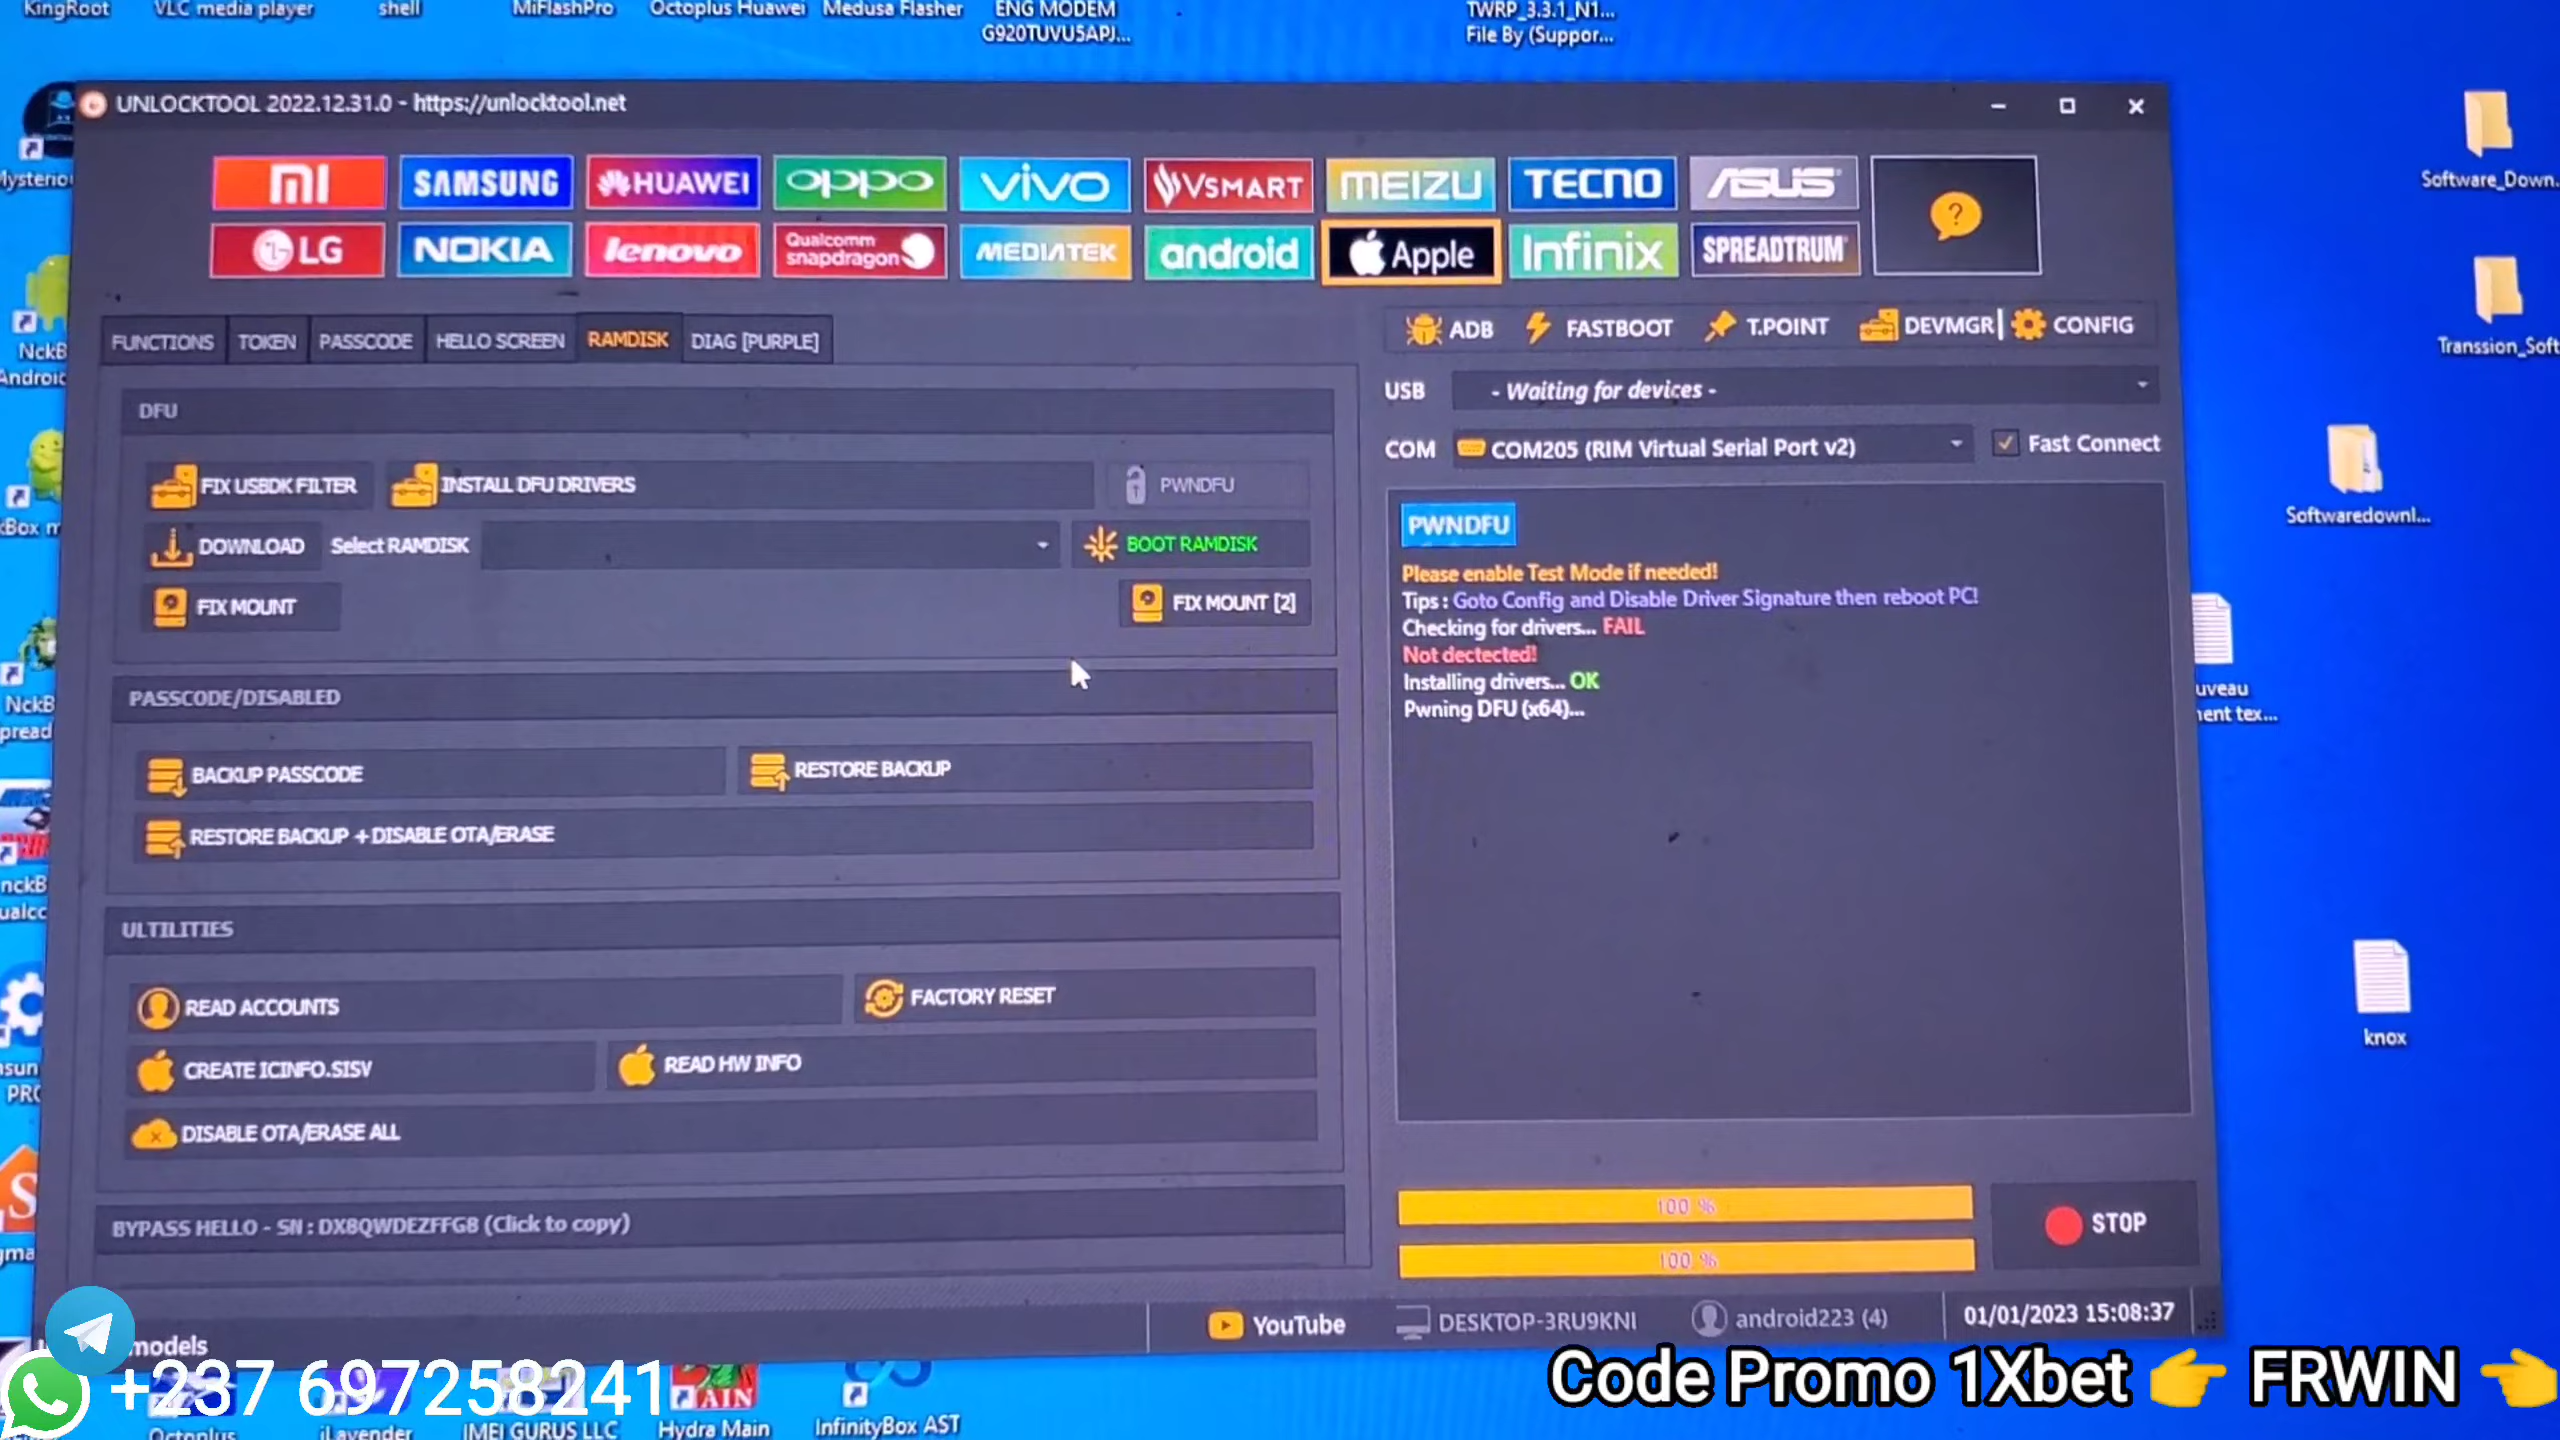 KingRoot
VLC media player
shell
MiFlashPro
Octoplus Huawei
Medusa Flasher
ENG MODEM
G920TUVU5APJ...
TWRP_3.3.1_N1...
File By (Suppor...
UNLOCKTOOL 2022.12.31.0 - https://unlocktool.net
SAMSUNG
HUAWEI
oppo
vivo
VSMART
MEIZU
TECNO
ASUS
?
LG
NOKIA
lenovo
Qualcomm
snapdragon
MEDIATEK
android
Apple
Infinix
SPREADTRUM
FUNCTIONS
TOKEN
PASSCODE
HELLO SCREEN
RAMDISK
DIAG [PURPLE]
ADB
FASTBOOT
T.POINT
DEVMGR
CONFIG
USB
- Waiting for devices -
COM
COM205 (RIM Virtual Serial Port v2)
Fast Connect
DFU
FIX USBDK FILTER
INSTALL DFU DRIVERS
PWNDFU
DOWNLOAD
Select RAMDISK
BOOT RAMDISK
FIX MOUNT
FIX MOUNT [2]
PASSCODE/DISABLED
BACKUP PASSCODE
RESTORE BACKUP
RESTORE BACKUP + DISABLE OTA/ERASE
ULTILITIES
READ ACCOUNTS
FACTORY RESET
CREATE ICINFO.SISV
READ HW INFO
DISABLE OTA/ERASE ALL
BYPASS HELLO - SN : DX8QWDEZFFG8 (Click to copy)
PWNDFU
Please enable Test Mode if needed!
Tips : Goto Config and Disable Driver Signature then reboot PC!
Checking for drivers... FAIL
Not dectected!
Installing drivers... OK
Pwning DFU (x64)...
100 %
100 %
STOP
models
YouTube
DESKTOP-3RU9KNI
android223 (4)
01/01/2023 15:08:37
Software_Down...
Transsion_Soft
Softwaredownl...
uveau
ent tex...
knox
+237 697258241
Code Promo 1Xbet 👉 FRWIN 👈
Octoplus
iLavender
IMEI GURUS LLC
Hydra Main
InfinityBox AST